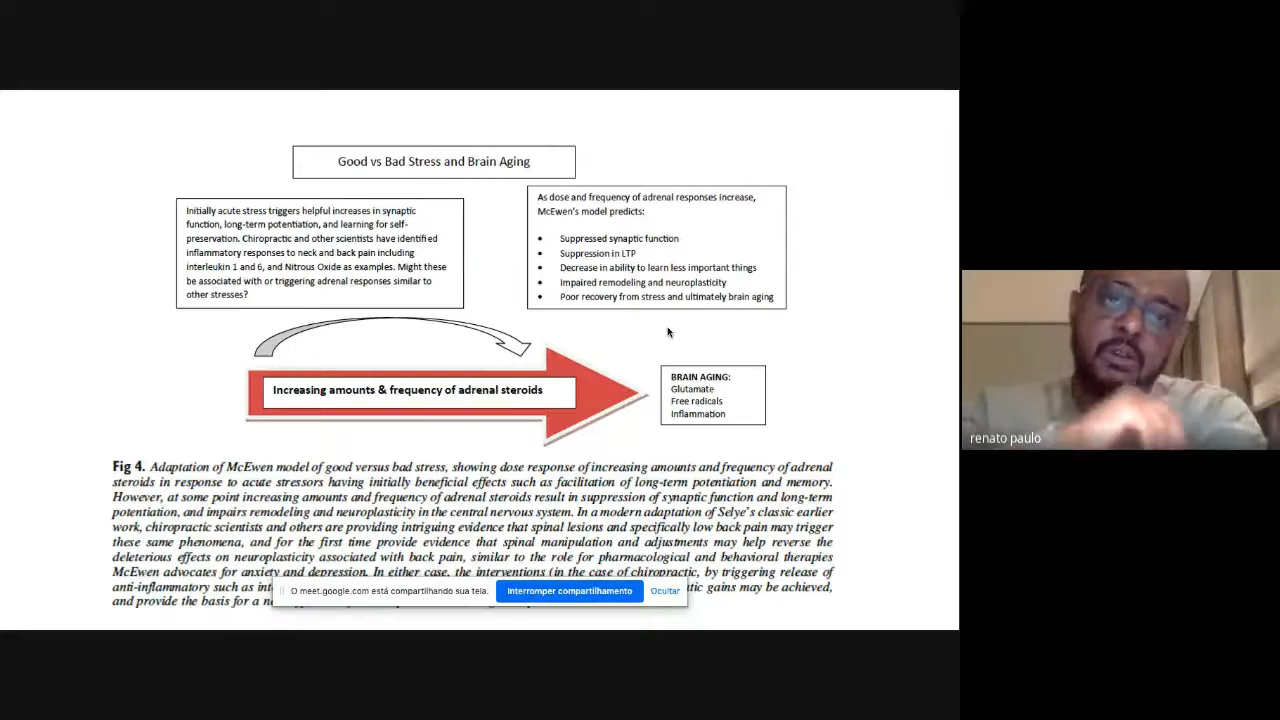 Good vs Bad Stress and Brain Aging
Initially acute stress triggers helpful increases in synaptic
function, long-term potentiation, and learning for self-
preservation. Chiropractic and other scientists have identified
inflammatory responses to neck and back pain including
interleukin 1 and 6, and Nitrous Oxide as examples. Might these
be associated with or triggering adrenal responses similar to
other stresses?
As dose and frequency of adrenal responses increase,
McEwen's model predicts:
• Suppressed synaptic function
• Suppression in LTP
• Decrease in ability to learn less important things
• Impaired remodeling and neuroplasticity
• Poor recovery from stress and ultimately brain aging
Increasing amounts & frequency of adrenal steroids
BRAIN AGING:
Glutamate
Free radicals
Inflammation
renato paulo
Fig 4. Adaptation of McEwen model of good versus bad stress, showing dose response of increasing amounts and frequency of adrenal
steroids in response to acute stressors having initially beneficial effects such as facilitation of long-term potentiation and memory.
However, at some point increasing amounts and frequency of adrenal steroids result in suppression of synaptic function and long-term
potentiation, and impairs remodeling and neuroplasticity in the central nervous system. In a modern adaptation of Selye's classic earlier
work, chiropractic scientists and others are providing intriguing evidence that spinal lesions and specifically low back pain may trigger
these same phenomena, and for the first time provide evidence that spinal manipulation and adjustments may help reverse the
deleterious effects on neuroplasticity associated with back pain, similar to the role for pharmacological and behavioral therapies
McEwen advocates for anxiety and depression. In either case, the interventions (in the case of chiropractic, by triggering release of
anti-inflammatory such as gains may be achieved,
and provide the basis for a
O meet.google.com está compartilhando sua tela.
Interromper compartilhamento
Ocultar